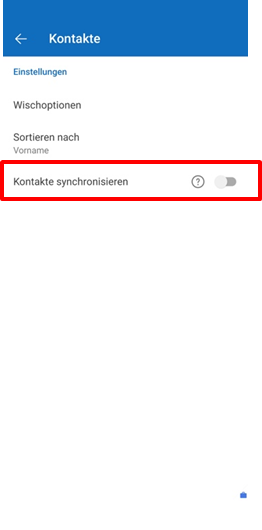 Kontakte
Einstellungen
Wischoptionen
Sortieren nach
Vorname
Kontakte synchronisieren ?